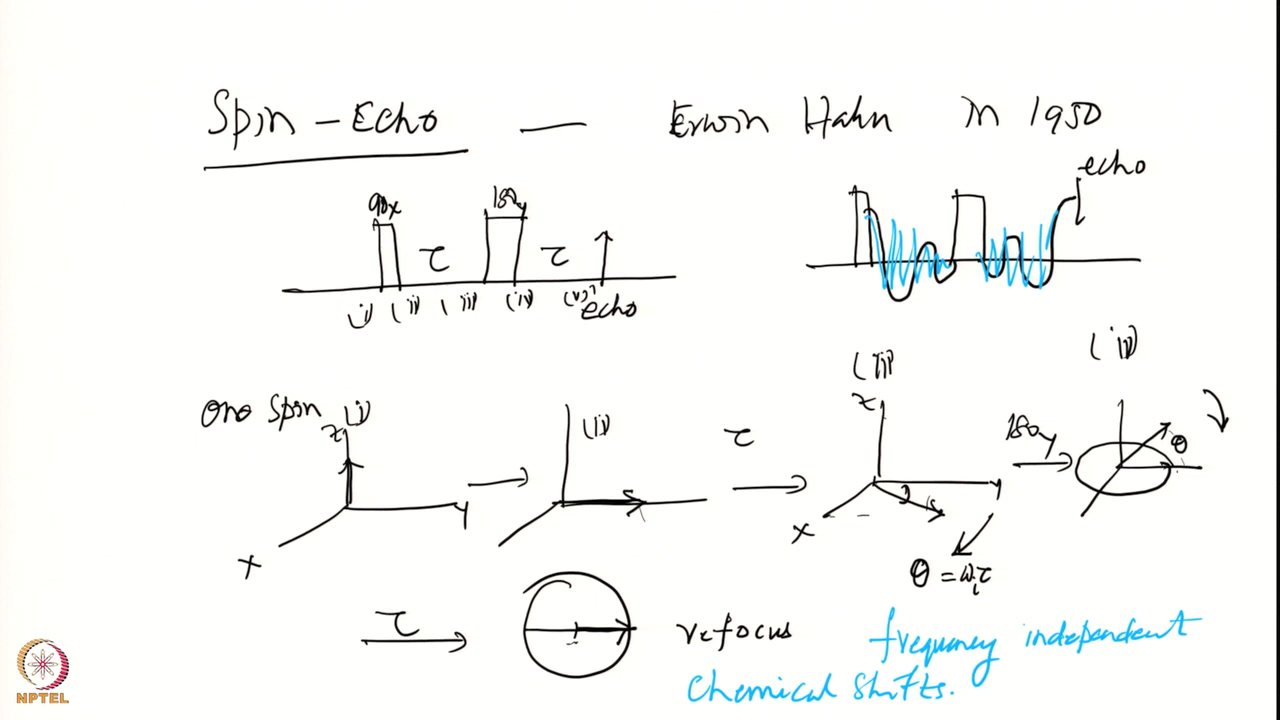 Spin - Echo — Erwin Hahn in 1950
echo
90x 180y
τ τ
(i) (ii) (iii) (iv) (v)
echo
(iii) (iv)
One Spin (i) (ii)
z z
τ 180y θ
y y
x x
θ = ωᵢτ
τ refocus frequency independent
chemical shifts.
NPTEL